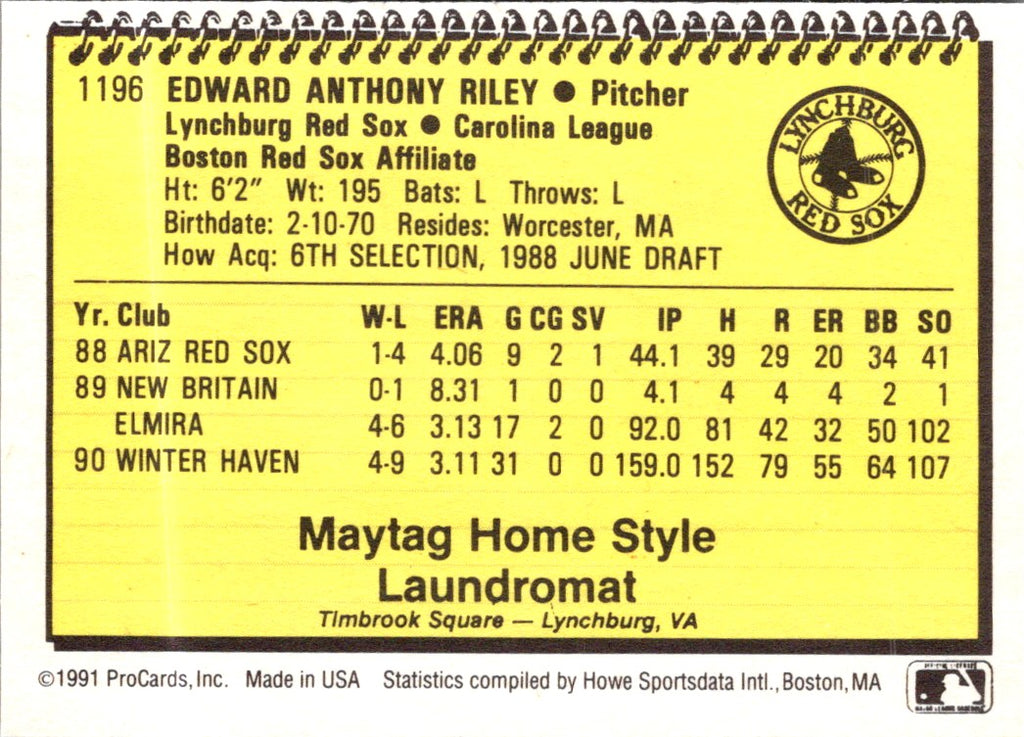 1196 EDWARD ANTHONY RILEY ● Pitcher
Lynchburg Red Sox ● Carolina League
Boston Red Sox Affiliate
Ht: 6'2" Wt: 195 Bats: L Throws: L
Birthdate: 2-10-70 Resides: Worcester, MA
How Acq: 6TH SELECTION, 1988 JUNE DRAFT
LYNCHBURG
RED SOX
Yr. Club W-L ERA G CG SV IP H R ER BB SO
88 ARIZ RED SOX 1-4 4.06 9 2 1 44.1 39 29 20 34 41
89 NEW BRITAIN 0-1 8.31 1 0 0 4.1 4 4 4 2 1
ELMIRA 4-6 3.13 17 2 0 92.0 81 42 32 50 102
90 WINTER HAVEN 4-9 3.11 31 0 0 159.0 152 79 55 64 107
Maytag Home Style
Laundromat
Timbrook Square — Lynchburg, VA
©1991 ProCards, Inc. Made in USA Statistics compiled by Howe Sportsdata Intl., Boston, MA